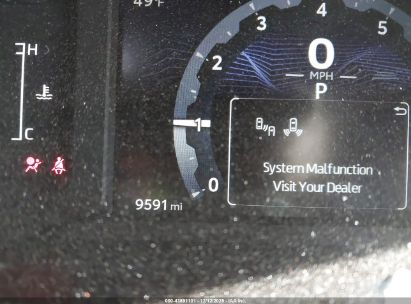 49°F
H
C
9591 mi
0
1
2
3
4
5
0
MPH
P
System Malfunction
Visit Your Dealer